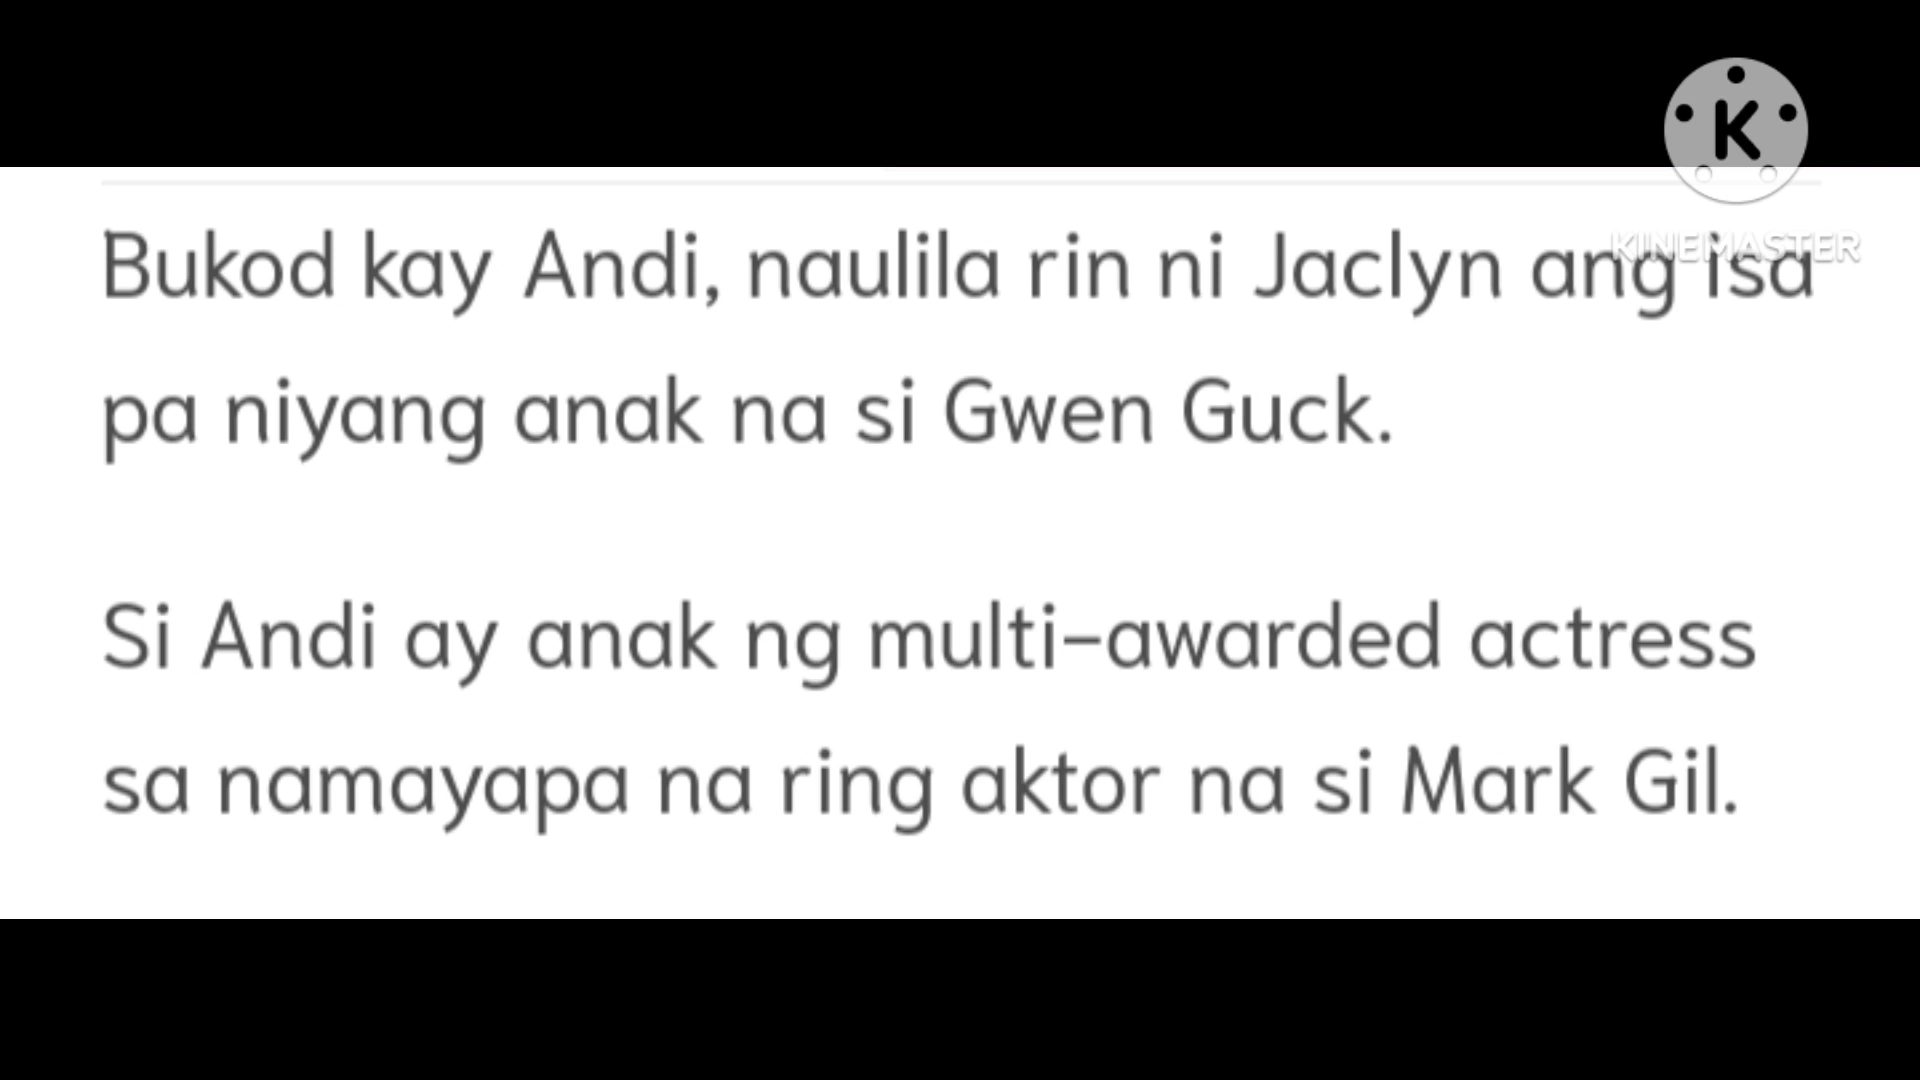 K
KINEMASTER
Bukod kay Andi, naulila rin ni Jaclyn ang isa
pa niyang anak na si Gwen Guck.
Si Andi ay anak ng multi-awarded actress
sa namayapa na ring aktor na si Mark Gil.